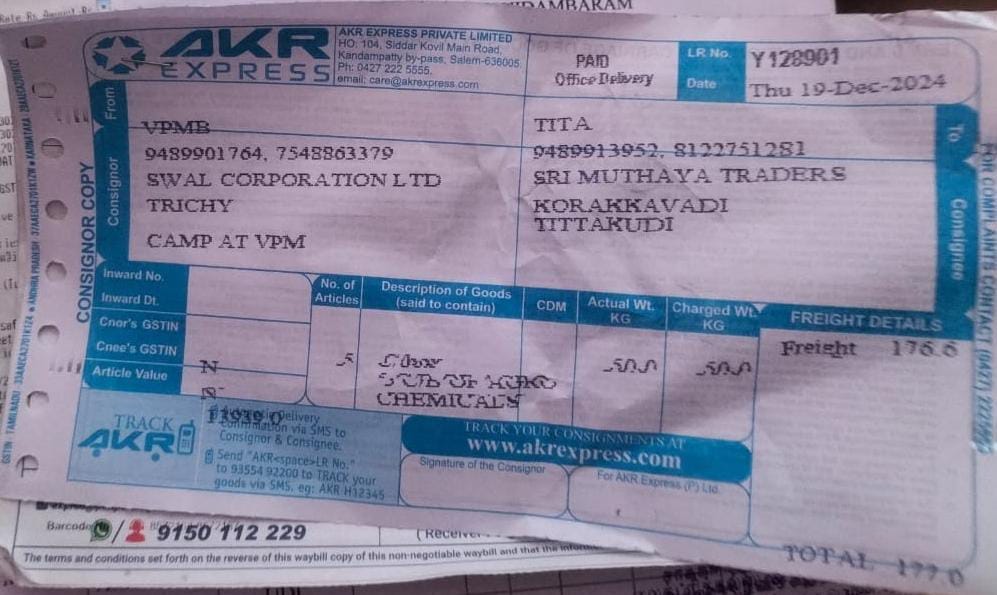 DAMBARAM
AKR
EXPRESS
AKR EXPRESS PRIVATE LIMITED
HO: 104, Siddar Kovil Main Road,
Kandampatty by-pass, Salem-636005.
Ph: 0427 222 5555.
email: care@akrexpress.com
PAID
Office Delivery
LR No. Y 128901
Date Thu 19-Dec-2024
CONSIGNOR COPY
From
Consignor
VPMB
9489901764, 7548863379
SWAL CORPORATION LTD
TRICHY
CAMP AT VPM
TITA
9489913952, 8122751281
SRI MUTHAYA TRADERS
KORAKKAVADI
TITTAKUDI
To
Consignee
FOR COMPLAINTS CONTACT (0427)
Inward No.
Inward Dt.
Cnor's GSTIN
Cnee's GSTIN N
Article Value
No. of Articles
Description of Goods (said to contain)
CDM
Actual Wt. KG
Charged Wt. KG
FREIGHT DETAILS
5
CHEMICALS
Freight 176.6
TRACK
AKR
Delivery
Confirmation via SMS to
Consignor & Consignee.
Send "AKR<space>LR No."
to 93554 92200 to TRACK your
goods via SMS. eg: AKR H12345
TRACK YOUR CONSIGNMENTS AT
www.akrexpress.com
Signature of the Consignor
For AKR Express (P) Ltd.
TOTAL 177.0
Barcode
9150 112 229
The terms and conditions set forth on the reverse of this waybill copy of this non-negotiable waybill and that the